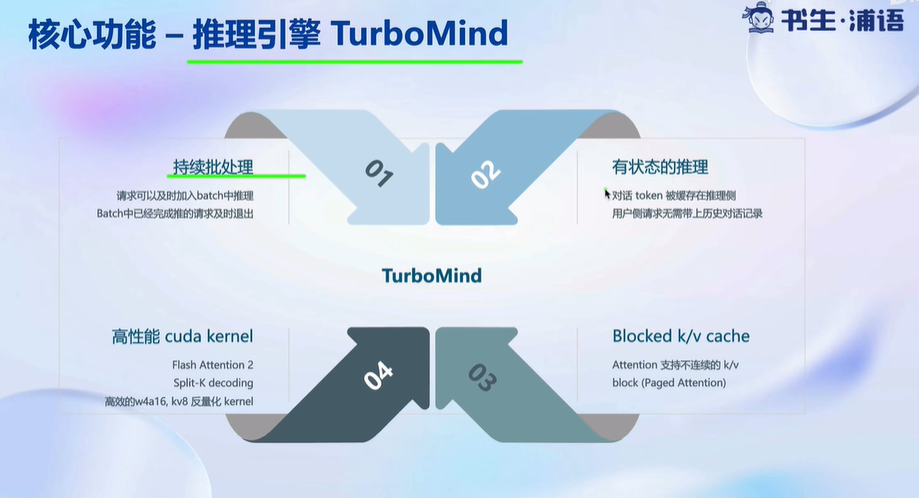 核心功能 – 推理引擎 TurboMind
书生·浦语
持续批处理
请求可以及时加入batch中推理
Batch中已经完成推的请求及时退出
01
02
有状态的推理
对话 token 被缓存在推理侧
用户侧请求无需带上历史对话记录
TurboMind
高性能 cuda kernel
Flash Attention 2
Split-K decoding
高效的w4a16, kv8 反量化 kernel
04
03
Blocked k/v cache
Attention 支持不连续的 k/v
block (Paged Attention)